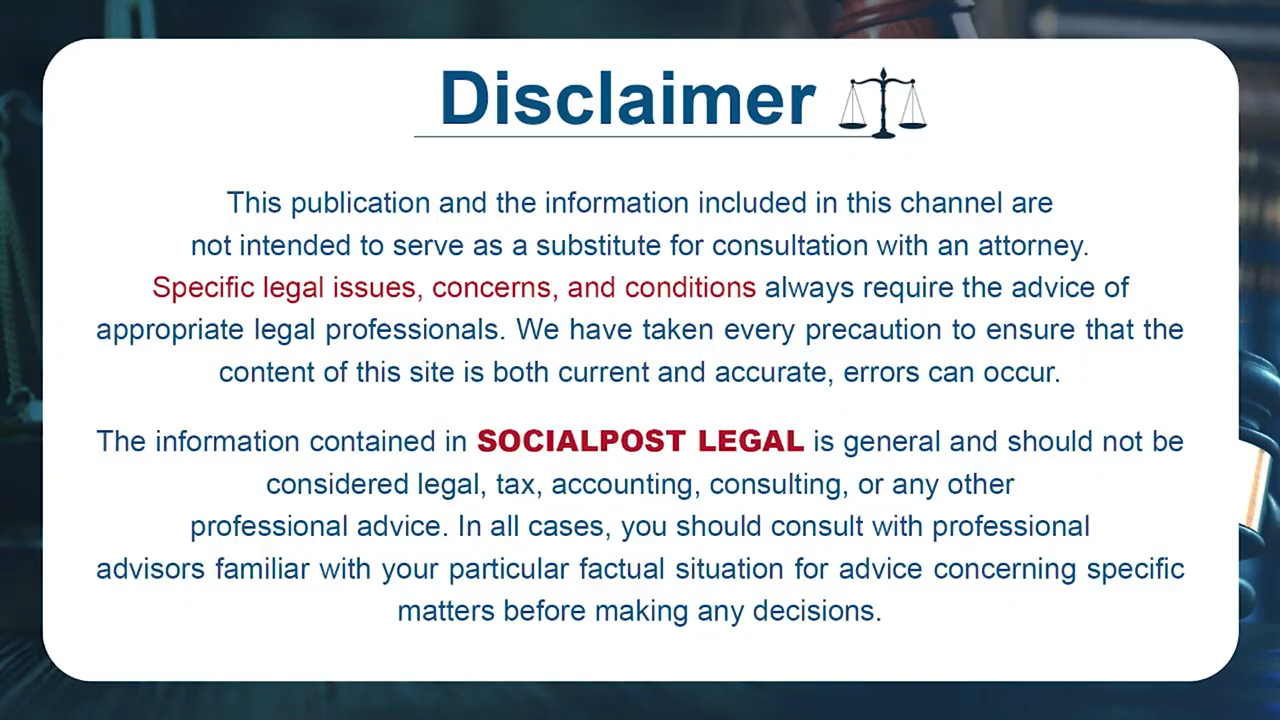 Disclaimer
This publication and the information included in this channel are
not intended to serve as a substitute for consultation with an attorney.
Specific legal issues, concerns, and conditions always require the advice of
appropriate legal professionals. We have taken every precaution to ensure that the
content of this site is both current and accurate, errors can occur.
The information contained in SOCIALPOST LEGAL is general and should not be
considered legal, tax, accounting, consulting, or any other
professional advice. In all cases, you should consult with professional
advisors familiar with your particular factual situation for advice concerning specific
matters before making any decisions.